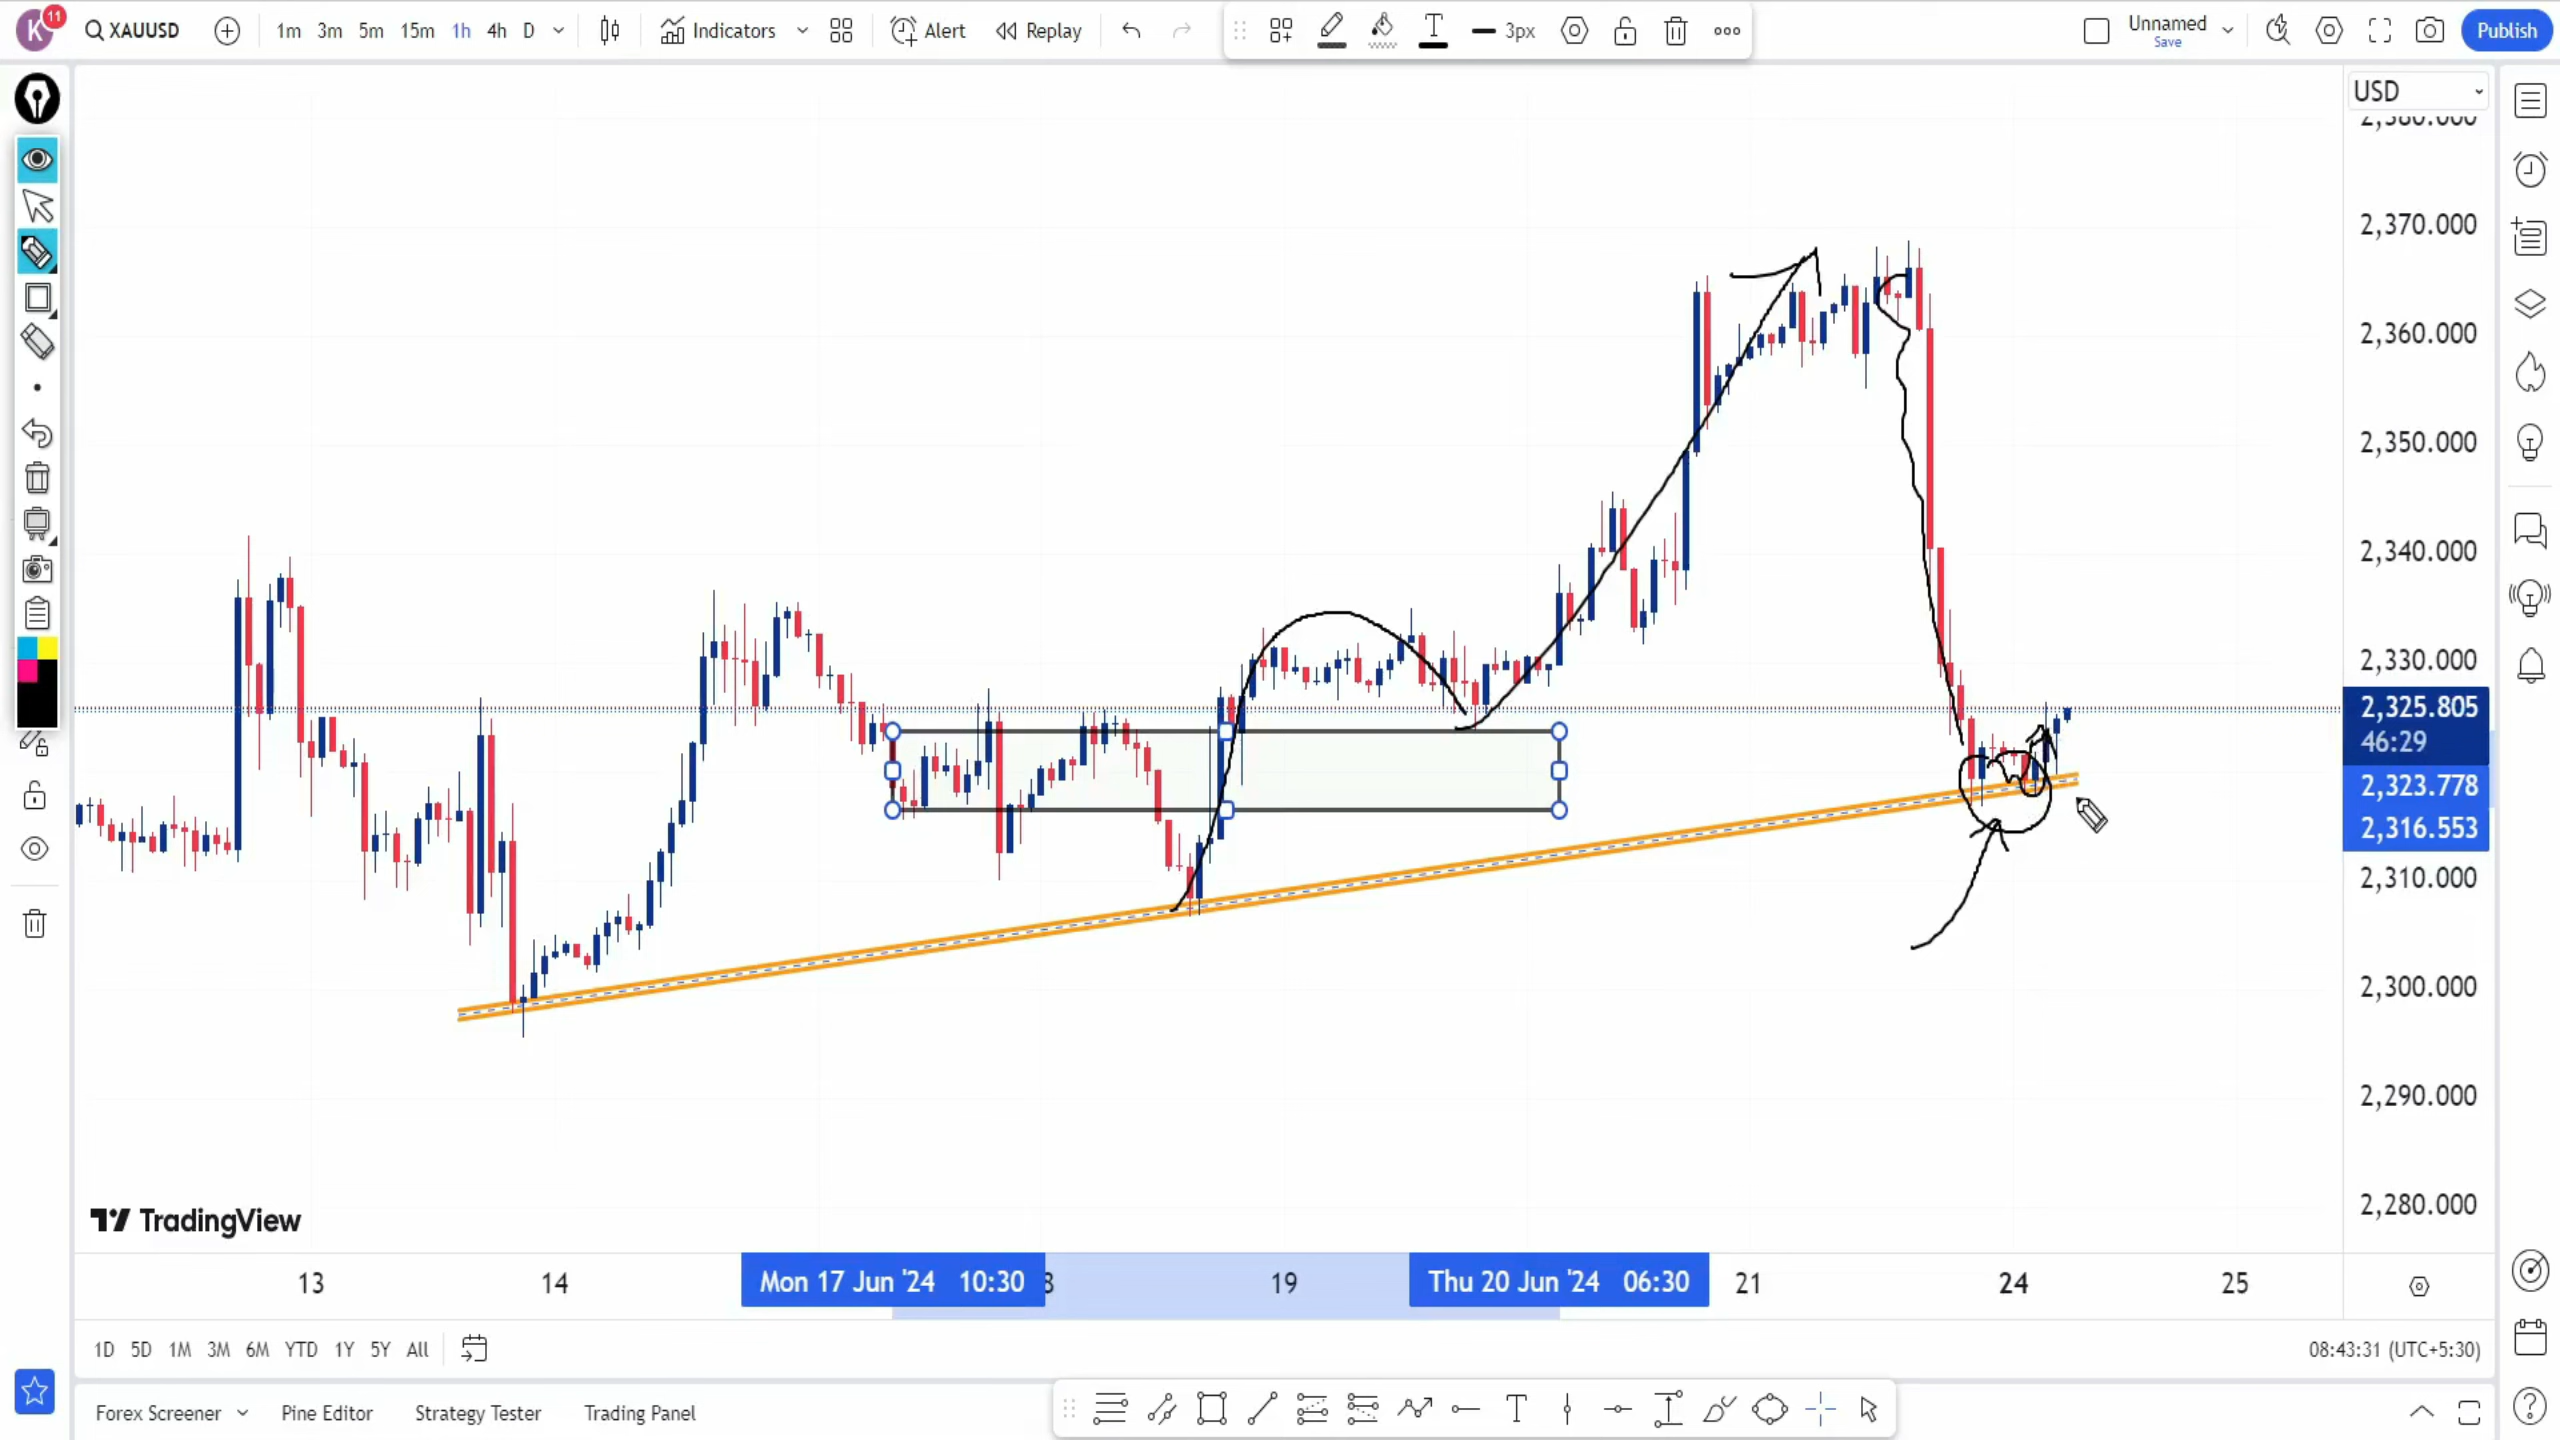 K 11 XAUUSD 1m 3m 5m 15m 1h 4h D Indicators Alert Replay T 3px Unnamed Publish
Save
USD
2,380.000
2,370.000
2,360.000
2,350.000
2,340.000
2,330.000
2,325.805
46:29
2,323.778
2,316.553
2,310.000
2,300.000
2,290.000
2,280.000
TradingView
13 14 Mon 17 Jun '24 10:30 8 19 Thu 20 Jun '24 06:30 21 24 25
1D 5D 1M 3M 6M YTD 1Y 5Y All 08:43:31 (UTC+5:30)
Forex Screener Pine Editor Strategy Tester Trading Panel T